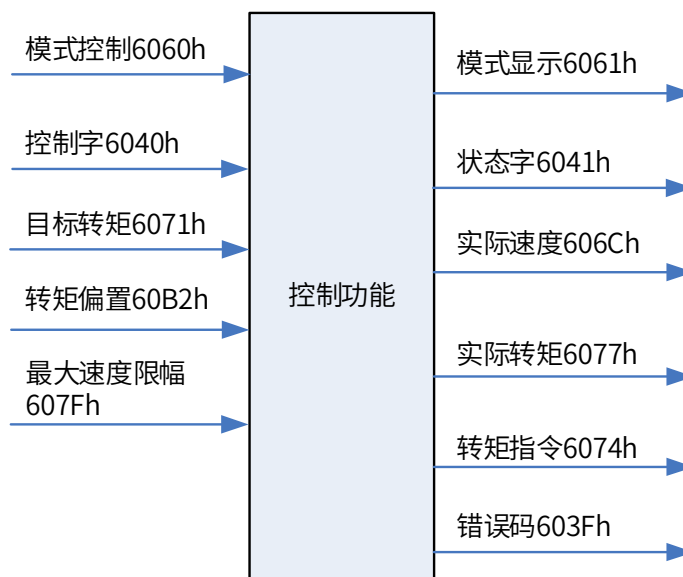 模式控制6060h
控制字6040h
目标转矩6071h
转矩偏置60B2h
最大速度限幅
607Fh
控制功能
模式显示6061h
状态字6041h
实际速度606Ch
实际转矩6077h
转矩指令6074h
错误码603Fh